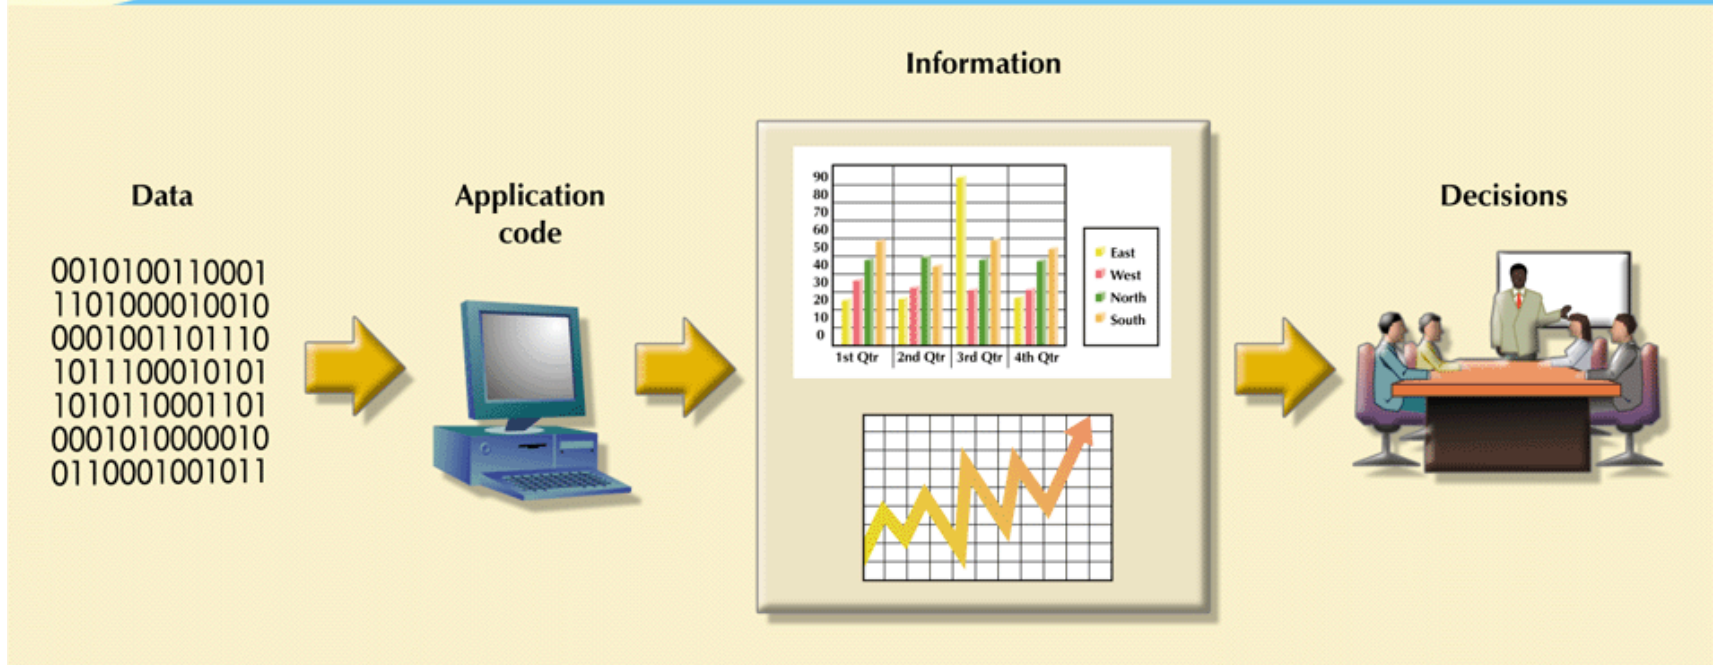 Information
Data
0010100110001
1101000010010
0001001101110
1011100010101
1010110001101
0001010000010
0110001001011
Application
code
90
80
70
60
50
40
30
20
10
0
1st Qtr
2nd Qtr
3rd Qtr
4th Qtr
East
West
North
South
Decisions